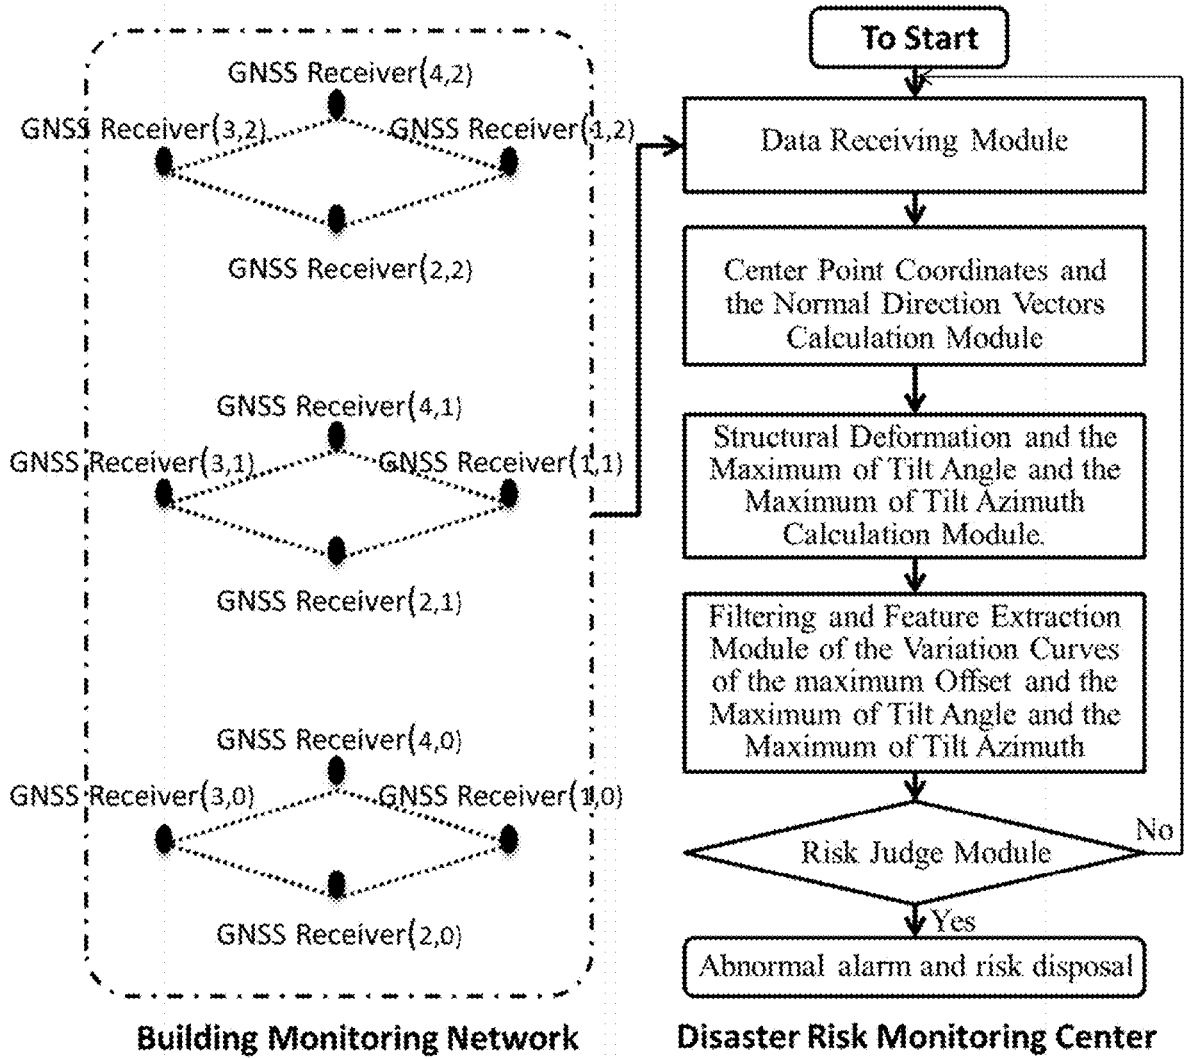 GNSS Receiver(4,2)
GNSS Receiver(3,2)
GNSS Receiver(1,2)
GNSS Receiver(2,2)
GNSS Receiver(4,1)
GNSS Receiver(3,1)
GNSS Receiver(1,1)
GNSS Receiver(2,1)
GNSS Receiver(4,0)
GNSS Receiver(3,0)
GNSS Receiver(1,0)
GNSS Receiver(2,0)
Building Monitoring Network
To Start
Data Receiving Module
Center Point Coordinates and
the Normal Direction Vectors
Calculation Module
Structural Deformation and the
Maximum of Tilt Angle and the
Maximum of Tilt Azimuth
Calculation Module.
Filtering and Feature Extraction
Module of the Variation Curves
of the maximum Offset and the
Maximum of Tilt Angle and the
Maximum of Tilt Azimuth
Risk Judge Module
No
Yes
Abnormal alarm and risk disposal
Disaster Risk Monitoring Center